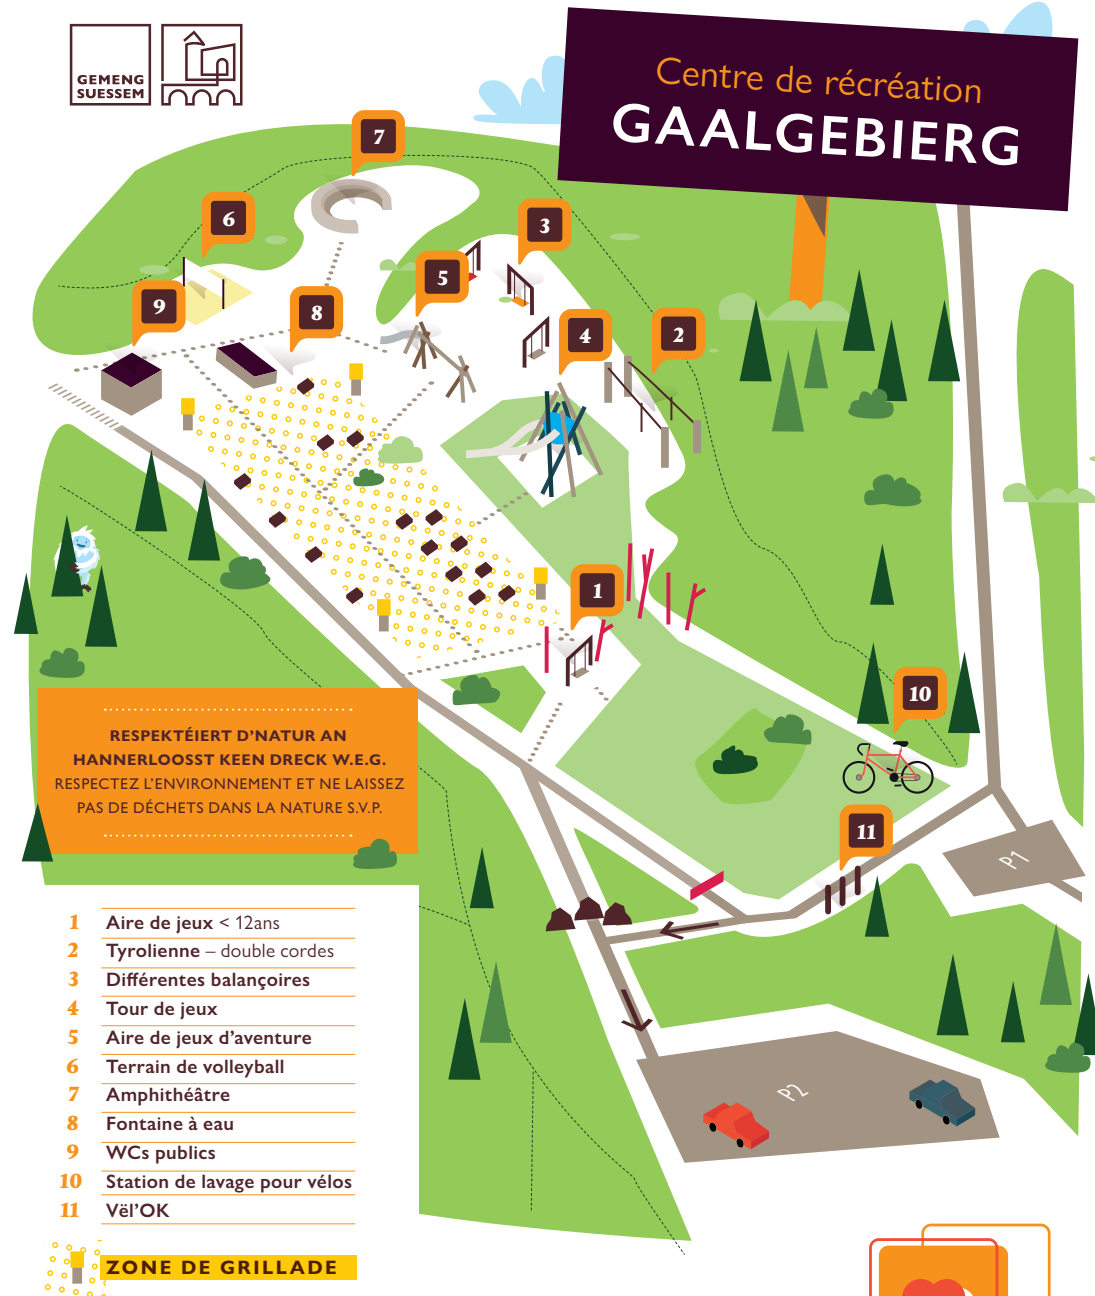 GEMENG
SUESSEM
Centre de récréation
GAALGEBIERG
7
6
3
5
9
8
4
2
1
10
11
P1
P2
RESPEKTÉIERT D'NATUR AN
HANNERLOOSST KEEN DRECK W.E.G.
RESPECTEZ L'ENVIRONNEMENT ET NE LAISSEZ
PAS DE DÉCHETS DANS LA NATURE S.V.P.
1 Aire de jeux < 12ans
2 Tyrolienne – double cordes
3 Différentes balançoires
4 Tour de jeux
5 Aire de jeux d'aventure
6 Terrain de volleyball
7 Amphithéâtre
8 Fontaine à eau
9 WCs publics
10 Station de lavage pour vélos
11 Vël'OK
ZONE DE GRILLADE